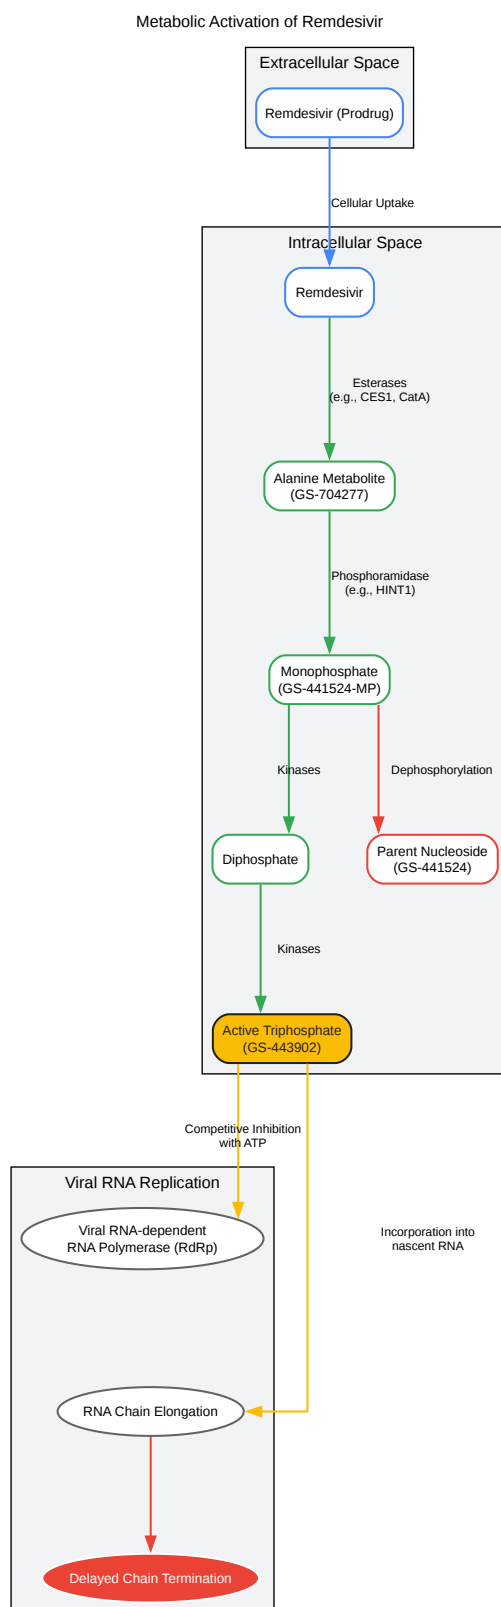 Metabolic Activation of Remdesivir
Extracellular Space
Remdesivir (Prodrug)
Cellular Uptake
Intracellular Space
Remdesivir
Esterases
(e.g., CES1, CatA)
Alanine Metabolite
(GS-704277)
Phosphoramidase
(e.g., HINT1)
Monophosphate
(GS-441524-MP)
Kinases
Dephosphorylation
Diphosphate
Parent Nucleoside
(GS-441524)
Kinases
Active Triphosphate
(GS-443902)
Competitive Inhibition
with ATP
Viral RNA Replication
Viral RNA-dependent
RNA Polymerase (RdRp)
Incorporation into
nascent RNA
RNA Chain Elongation
Delayed Chain Termination